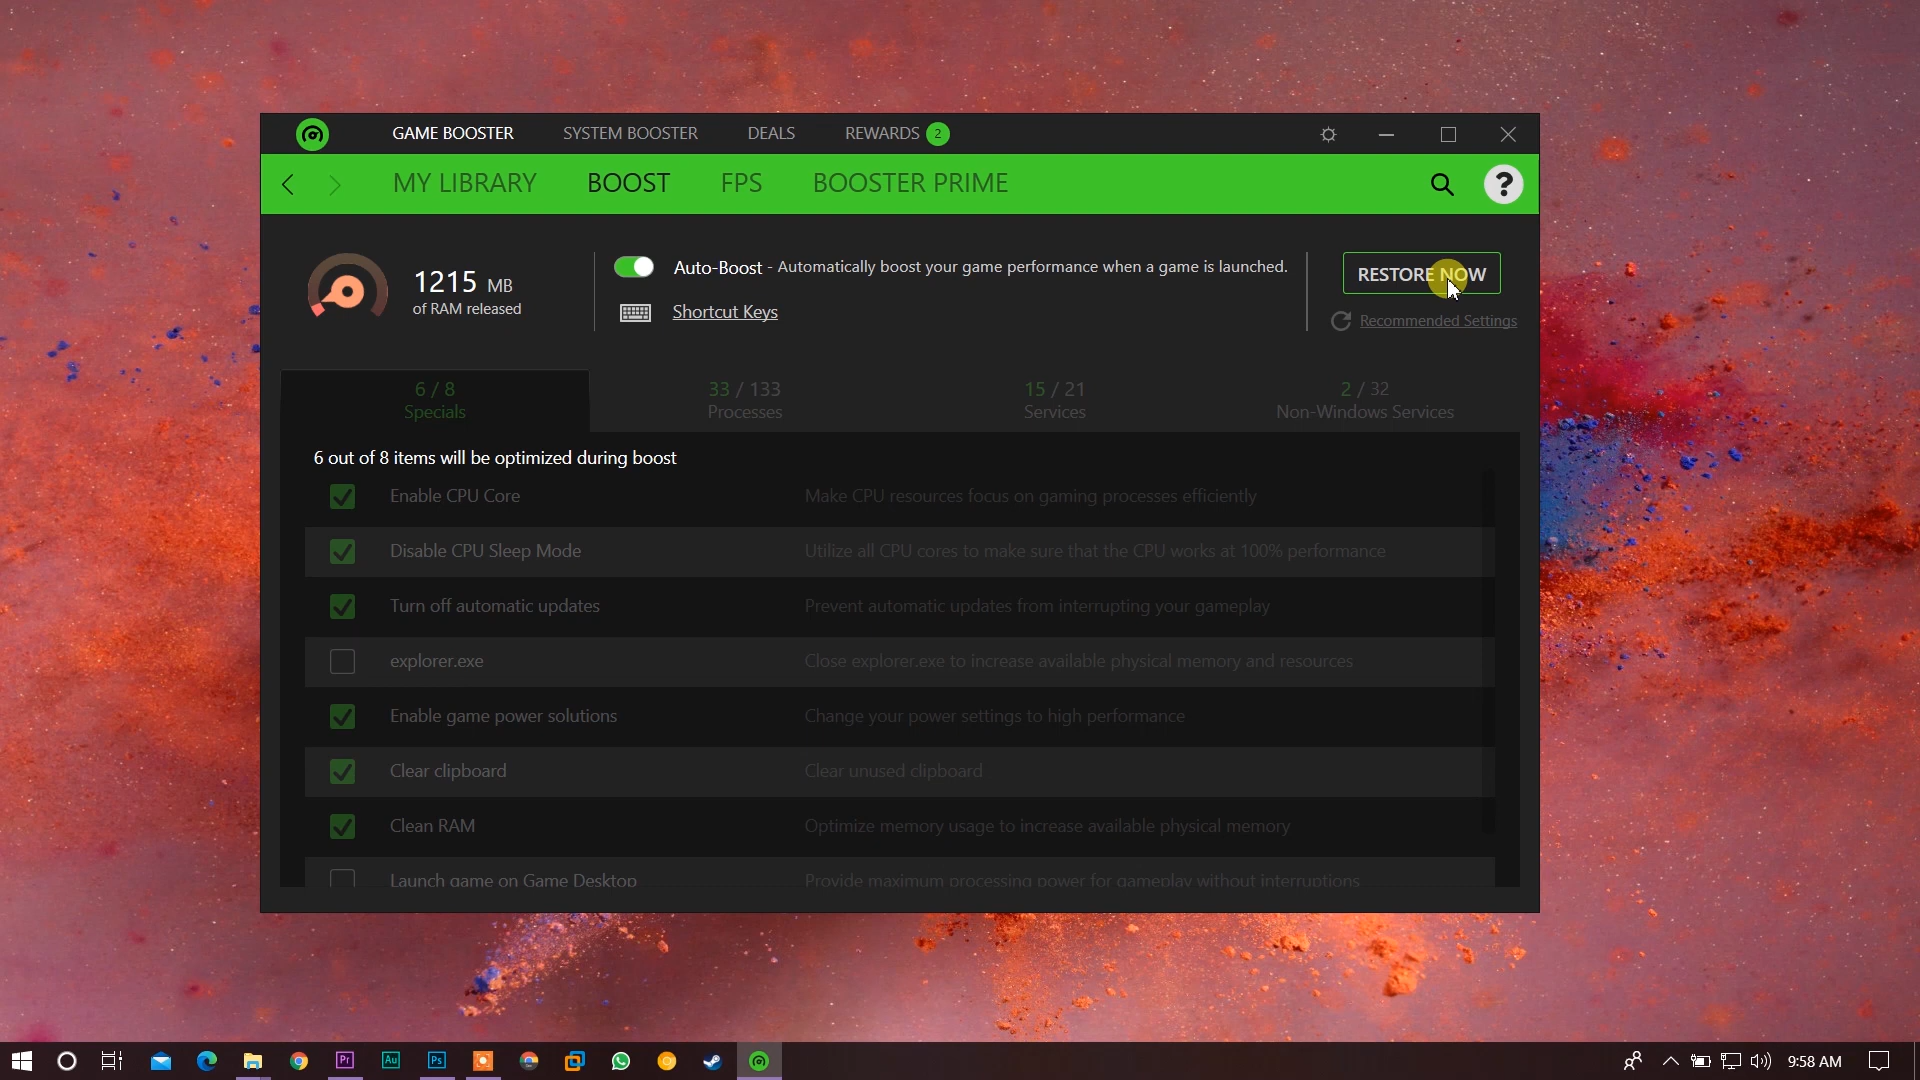 GAME BOOSTER SYSTEM BOOSTER DEALS REWARDS 2
MY LIBRARY BOOST FPS BOOSTER PRIME ?
1215 MB
of RAM released
Auto-Boost - Automatically boost your game performance when a game is launched.
Shortcut Keys
RESTORE NOW
Recommended Settings
6 / 8
Specials
33 / 133
Processes
15 / 21
Services
2 / 32
Non-Windows Services
6 out of 8 items will be optimized during boost
Enable CPU Core Make CPU resources focus on gaming processes efficiently
Disable CPU Sleep Mode Utilize all CPU cores to make sure that the CPU works at 100% performance
Turn off automatic updates Prevent automatic updates from interrupting your gameplay
explorer.exe Close explorer.exe to increase available physical memory and resources
Enable game power solutions Change your power settings to high performance
Clear clipboard Clear unused clipboard
Clean RAM Optimize memory usage to increase available physical memory
Launch game on Game Desktop Provide maximum processing power for gameplay without interruptions
Pr Au Ps 9:58 AM